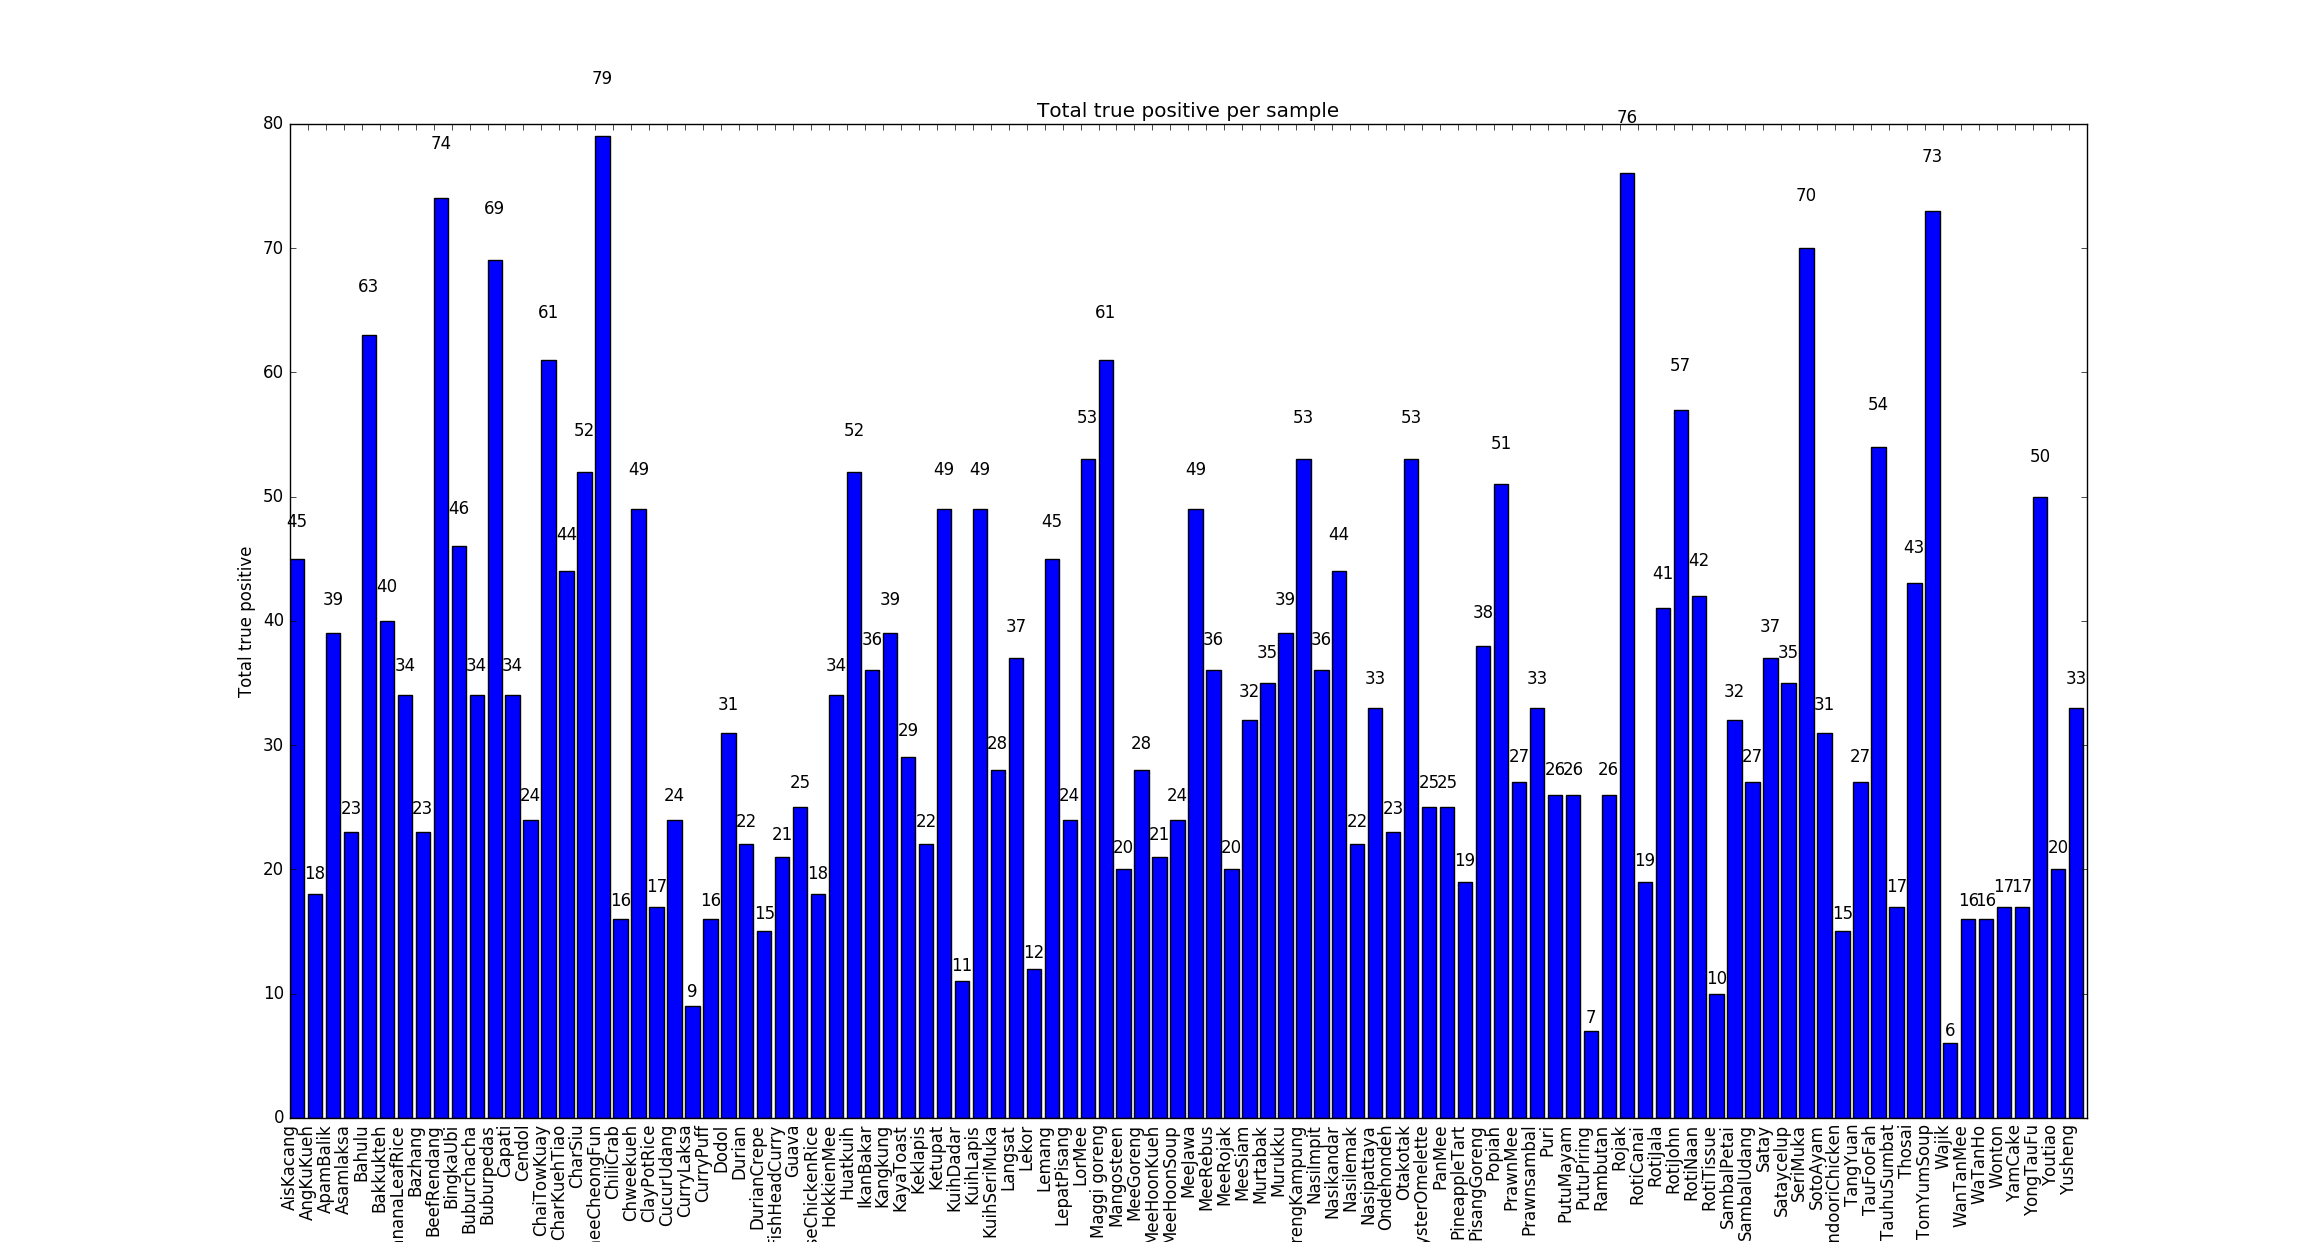 Total true positive per sample
Total true positive
80
70
60
50
40
30
20
10
0
45
18
39
23
63
40
34
23
74
46
34
69
34
24
61
44
52
79
16
49
17
24
9
16
31
22
15
21
25
18
34
52
36
39
29
22
49
11
49
28
37
12
45
24
53
61
20
28
21
24
49
36
20
32
35
39
53
36
44
22
33
23
53
25
25
19
38
51
27
33
26
26
7
26
76
19
41
57
42
10
32
27
37
35
70
31
15
27
54
17
43
73
6
16
16
17
17
50
20
33
AisKacang
AngKuKueh
ApamBalik
Asamlaksa
Bahulu
Bakkukteh
nanaLeafRice
Bazhang
BeefRendang
BingkaUbi
Buburchacha
Buburpedas
Capati
Cendol
ChaiTowKuay
CharKuehTiao
CharSiu
eeCheongFun
ChiliCrab
Chweekueh
ClayPotRice
CucurUdang
CurryLaksa
CurryPuff
Dodol
Durian
DurianCrepe
FishHeadCurry
Guava
seChickenRice
HokkienMee
Huatkuih
IkanBakar
Kangkung
KayaToast
Keklapis
Ketupat
KuihDadar
KuihLapis
KuihSeriMuka
Langsat
Lekor
Lemang
LepatPisang
LorMee
Maggi goreng
Mangosteen
MeeGoreng
MeeHoonKueh
MeeHoonSoup
MeeJawa
MeeRebus
MeeRojak
MeeSiam
Murtabak
Murukku
rengKampung
NasiImpit
Nasikandar
Nasilemak
Nasipattaya
Ondehondeh
Otakotak
ysterOmelette
PanMee
PineappleTart
PisangGoreng
Popiah
PrawnMee
Prawnsambal
Puri
PutuMayam
PutuPiring
Rambutan
Rojak
RotiCanai
RotiJala
RotiJohn
RotiNaan
RotiTissue
SambalPetai
SambalUdang
Satay
Sataycelup
SeriMuka
SotoAyam
ndooriChicken
TangYuan
TauFooFah
TauhuSumbat
Thosai
TomYumSoup
Wajik
WanTanMee
WaTanHo
Wonton
YamCake
YongTauFu
Youtiao
Yusheng